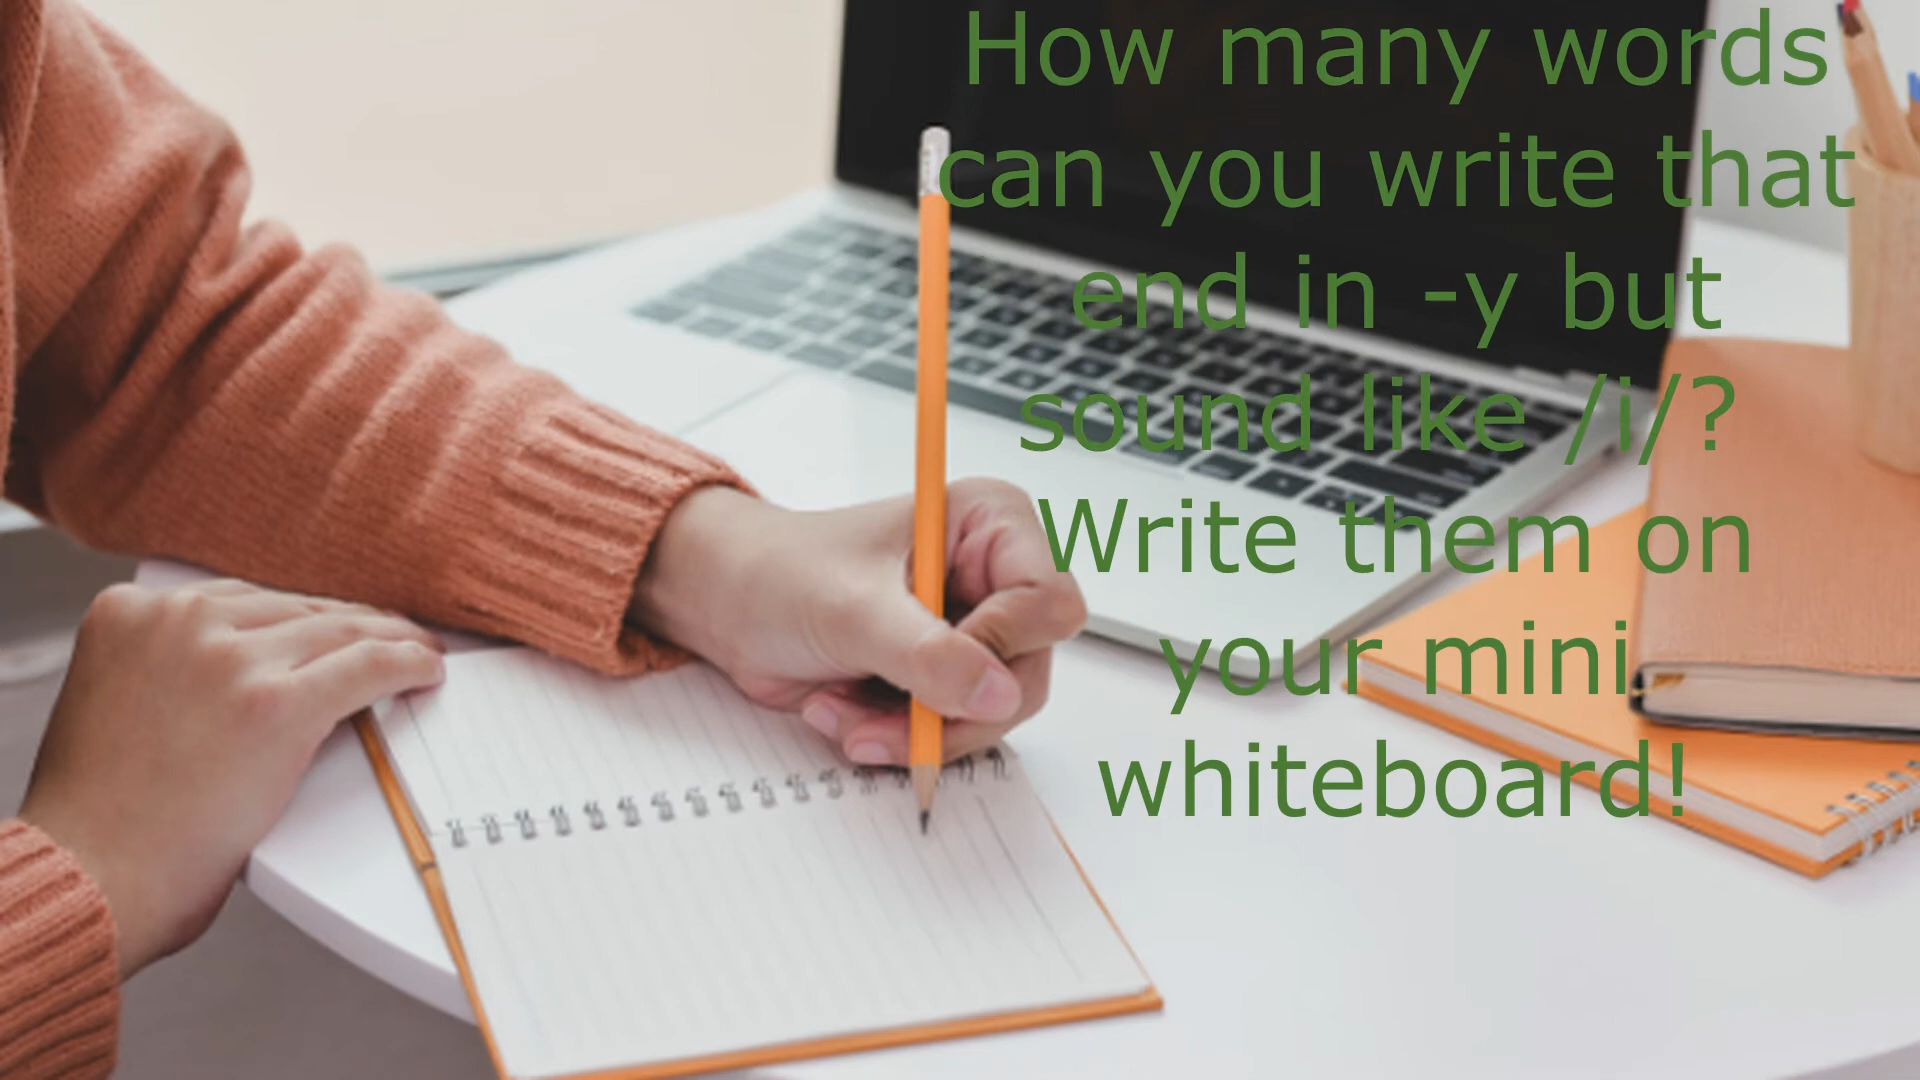 How many words
can you write that
end in -y but
sound like /i/?
Write them on
your mini
whiteboard!